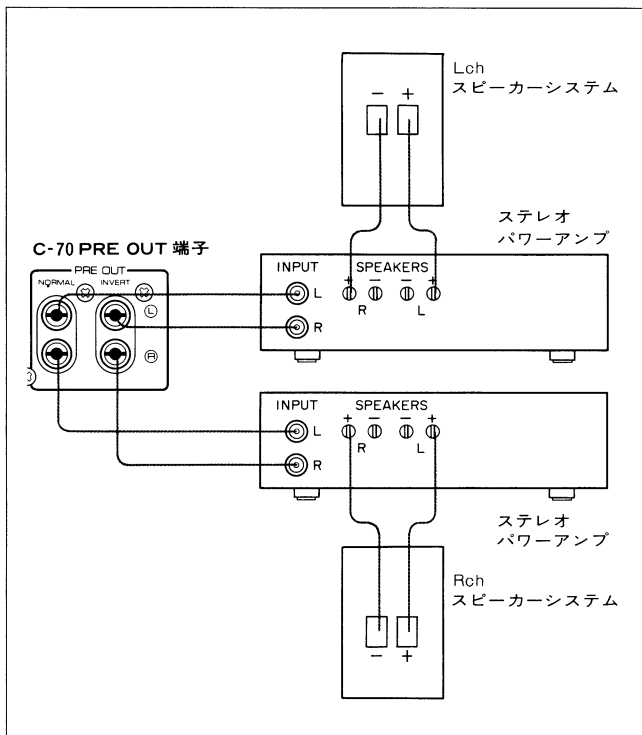 Lch
スピーカーシステム
− +
ステレオ
パワーアンプ
C-70 PRE OUT 端子
PRE OUT
NORMAL INVERT
L
R
INPUT SPEAKERS
L + − − +
R L
R
INPUT SPEAKERS
L + − − +
R L
R
ステレオ
パワーアンプ
Rch
スピーカーシステム
− +